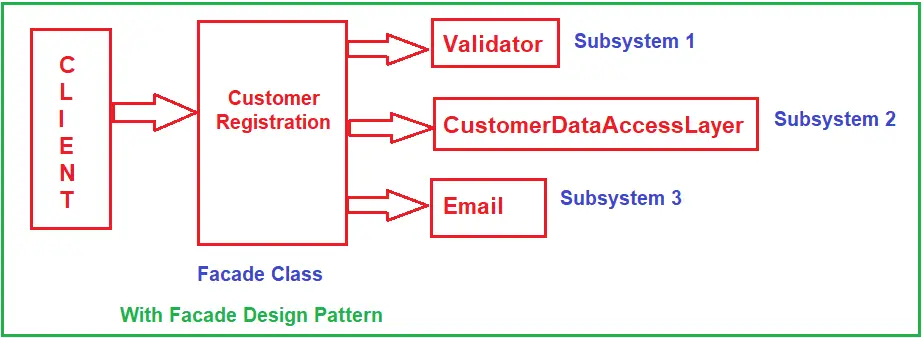 CLIENT
Customer
Registration
Validator
Subsystem 1
CustomerDataAccessLayer
Subsystem 2
Email
Subsystem 3
Facade Class
With Facade Design Pattern